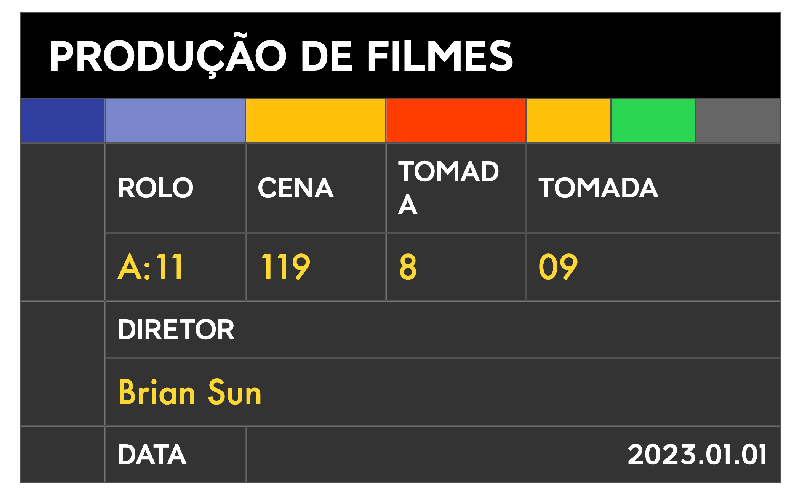 PRODUÇÃO DE FILMES
ROLO CENA TOMAD
A TOMADA
A:11 119 8 09
DIRETOR
Brian Sun
DATA 2023.01.01